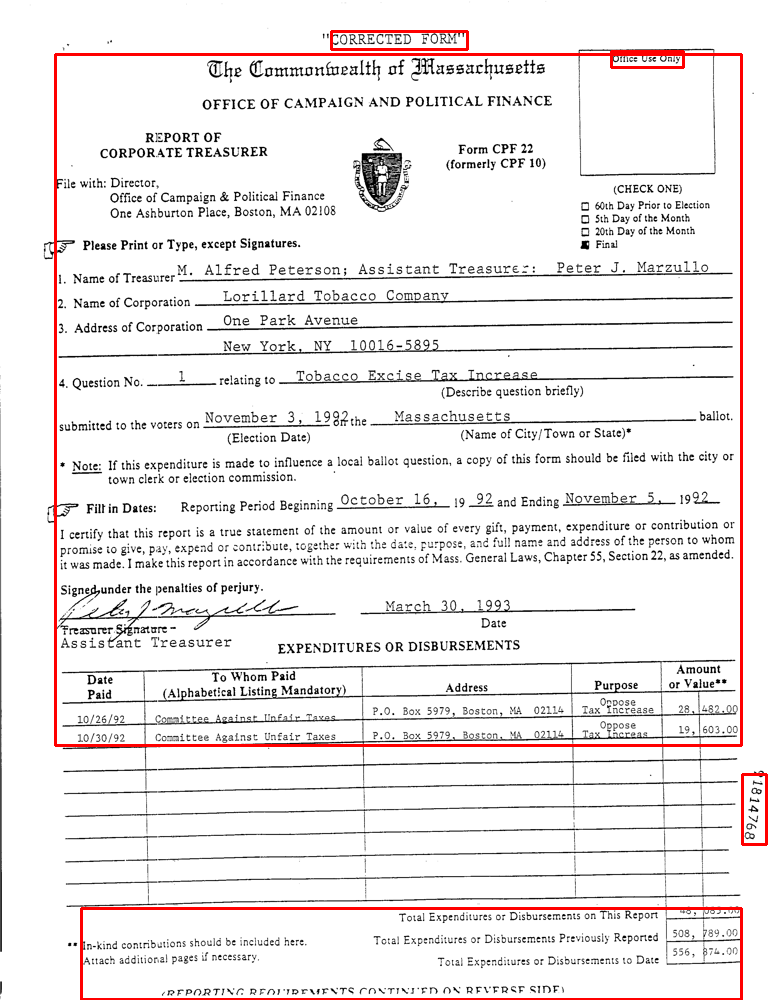 "CORRECTED FORM"
Office Use Only
The Commonwealth of Massachusetts
OFFICE OF CAMPAIGN AND POLITICAL FINANCE
REPORT OF
CORPORATE TREASURER
Form CPF 22
(formerly CPF 10)
File with: Director,
Office of Campaign & Political Finance
One Ashburton Place, Boston, MA 02108
(CHECK ONE)
60th Day Prior to Election
5th Day of the Month
20th Day of the Month
Final
Please Print or Type, except Signatures.
1. Name of Treasurer M. Alfred Peterson; Assistant Treasurer: Peter J. Marzullo
2. Name of Corporation Lorillard Tobacco Company
3. Address of Corporation One Park Avenue
New York, NY 10016-5895
4. Question No. 1 relating to Tobacco Excise Tax Increase
(Describe question briefly)
submitted to the voters on November 3, 1992 on the Massachusetts ballot.
(Election Date) (Name of City/Town or State)*
* Note: If this expenditure is made to influence a local ballot question, a copy of this form should be filed with the city or
town clerk or election commission.
Fill in Dates: Reporting Period Beginning October 16, 19 92 and Ending November 5, 1992
I certify that this report is a true statement of the amount or value of every gift, payment, expenditure or contribution or
promise to give, pay, expend or contribute, together with the date, purpose, and full name and address of the person to whom
it was made. I make this report in accordance with the requirements of Mass. General Laws, Chapter 55, Section 22, as amended.
Signed under the penalties of perjury.
Peter J Marzullo March 30, 1993
Treasurer Signature - Date
Assistant Treasurer
EXPENDITURES OR DISBURSEMENTS
Date Paid To Whom Paid (Alphabetical Listing Mandatory) Address Purpose Amount or Value**
10/26/92 Committee Against Unfair Taxes P.O. Box 5979, Boston, MA 02114 Oppose Tax Increase 28,482.00
10/30/92 Committee Against Unfair Taxes P.O. Box 5979, Boston, MA 02114 Oppose Tax Increas 19,603.00
91814768
Total Expenditures or Disbursements on This Report 48,085.00
** In-kind contributions should be included here.
Attach additional pages if necessary.
Total Expenditures or Disbursements Previously Reported 508,789.00
Total Expenditures or Disbursements to Date 556,874.00
(REPORTING REQUIREMENTS CONTINUED ON REVERSE SIDE)